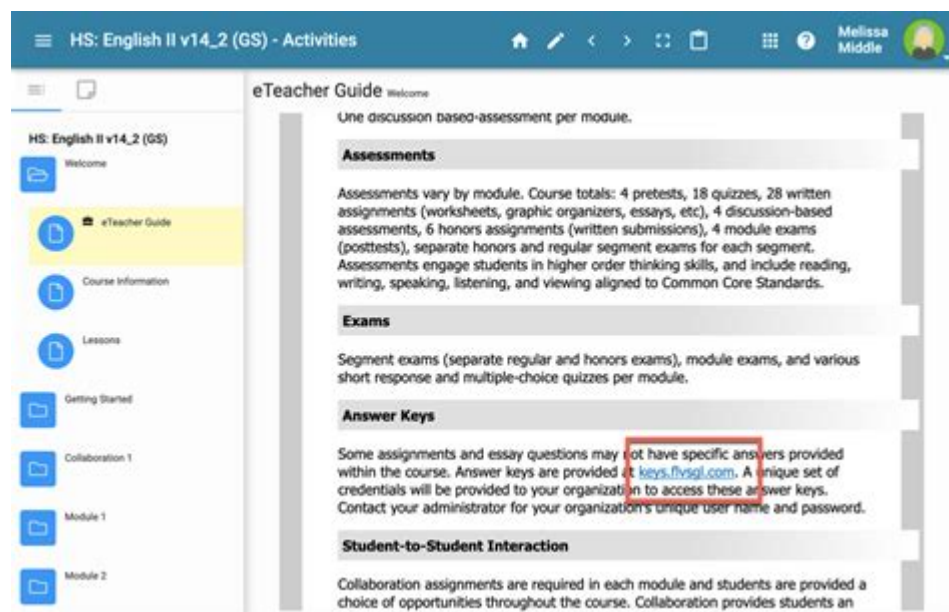 HS: English II v14_2 (GS) - Activities
Melissa
Middle
HS: English II v14_2 (GS)
Welcome
eTeacher Guide
Course Information
Lessons
Getting Started
Collaboration 1
Module 1
Module 2
eTeacher Guide Welcome
One discussion based-assessment per module.
Assessments
Assessments vary by module. Course totals: 4 pretests, 18 quizzes, 28 written
assignments (worksheets, graphic organizers, essays, etc), 4 discussion-based
assessments, 6 honors assignments (written submissions), 4 module exams
(posttests), separate honors and regular segment exams for each segment.
Assessments engage students in higher order thinking skills, and include reading,
writing, speaking, listening, and viewing aligned to Common Core Standards.
Exams
Segment exams (separate regular and honors exams), module exams, and various
short response and multiple-choice quizzes per module.
Answer Keys
Some assignments and essay questions may not have specific answers provided
within the course. Answer keys are provided at keys.flvsgl.com. A unique set of
credentials will be provided to your organization to access these answer keys.
Contact your administrator for your organization's unique user name and password.
Student-to-Student Interaction
Collaboration assignments are required in each module and students are provided a
choice of opportunities throughout the course. Collaboration provides students an